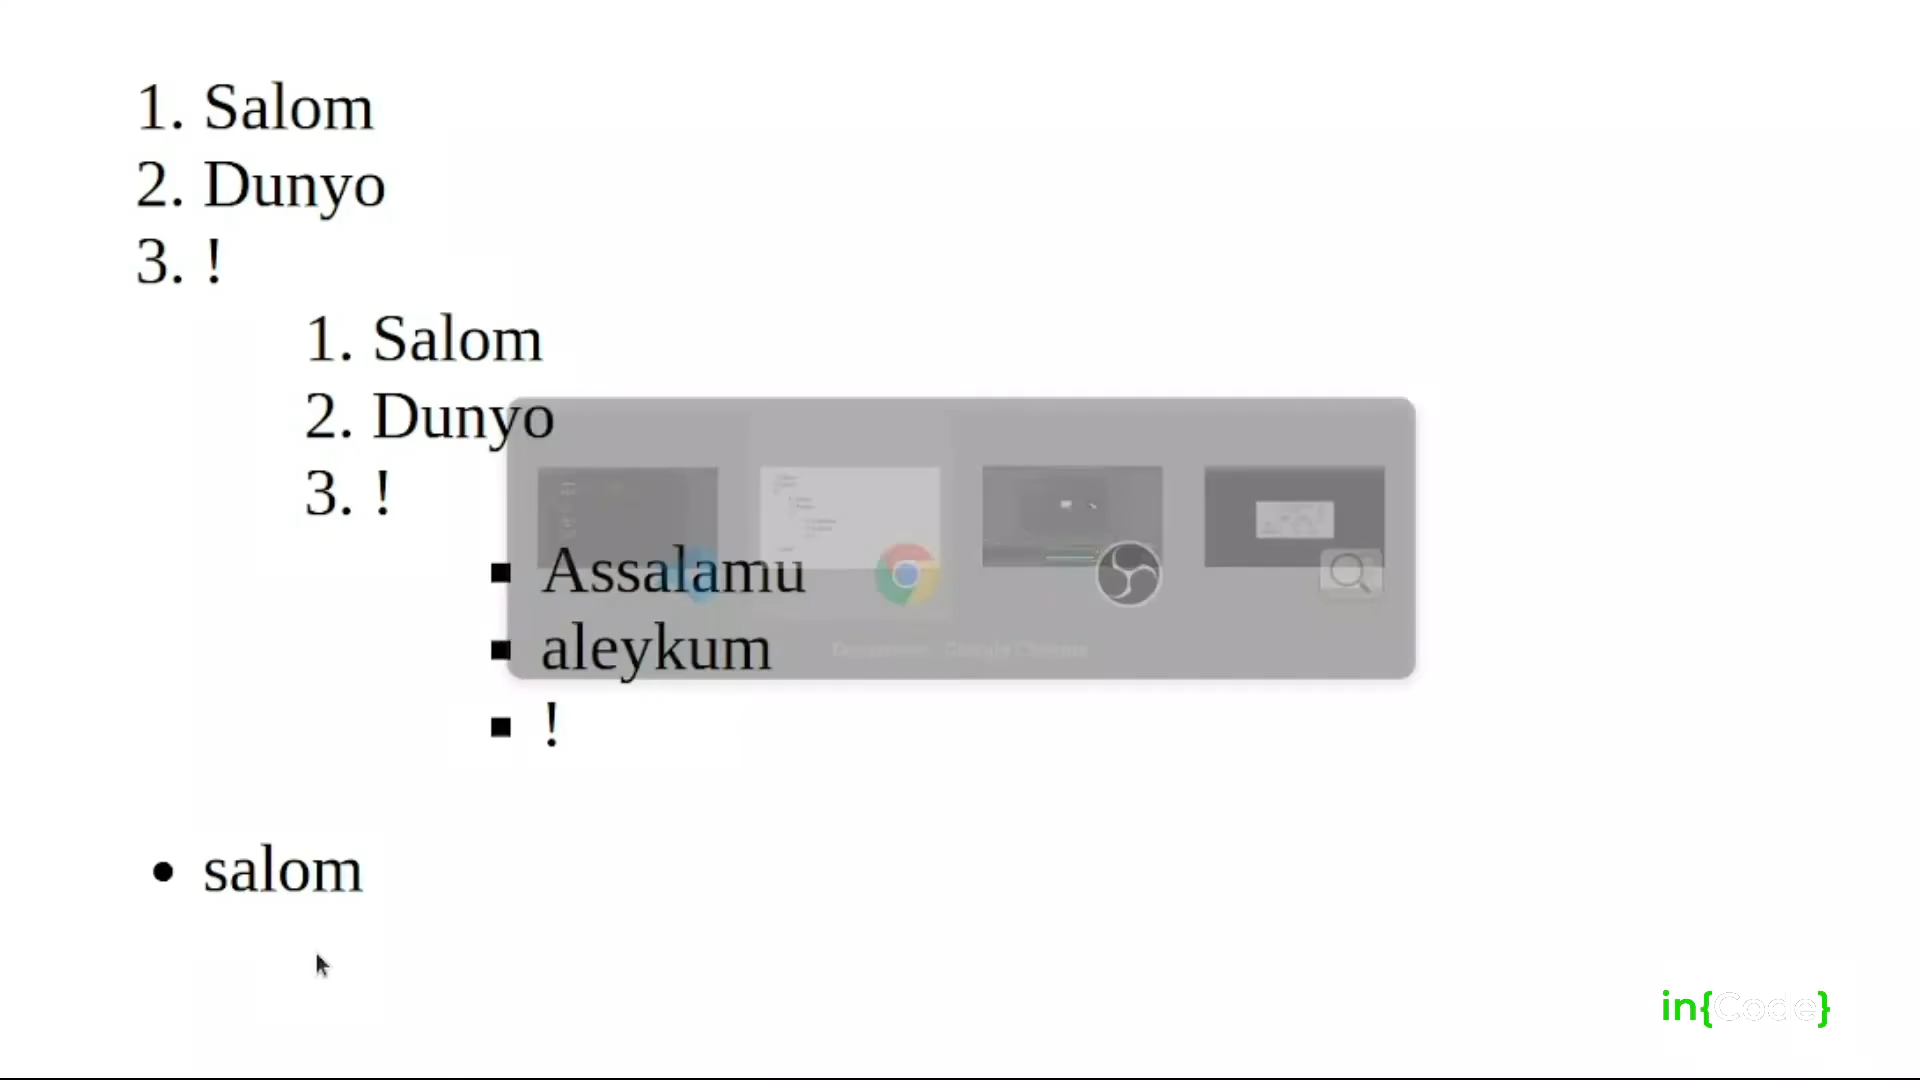 1. Salom
2. Dunyo
3. !
1. Salom
2. Dunyo
3. !
▪ Assalamu
▪ aleykum
▪ !
• salom
in{Code}